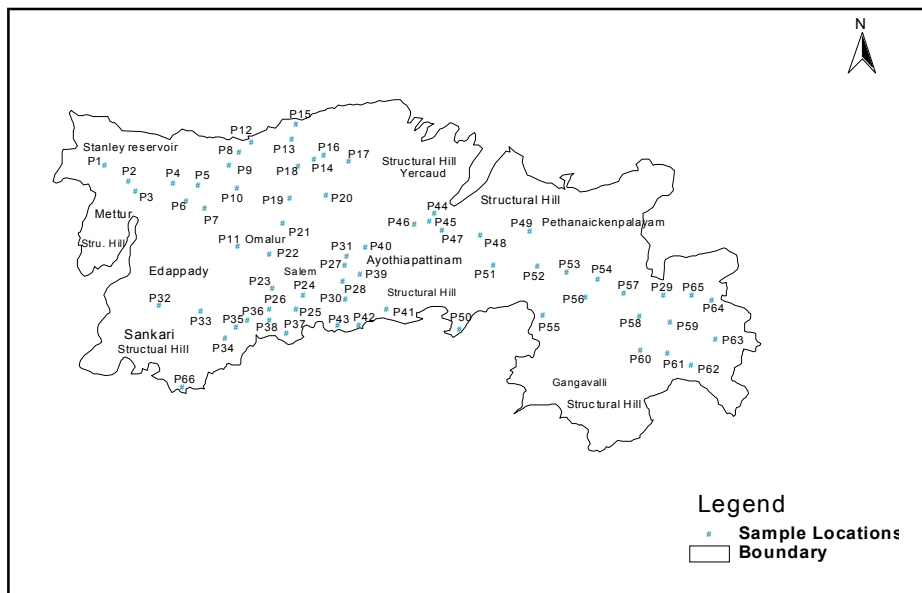 N
P15
P12
Stanley reservoir
P8
P13
P16
P17
P1
P2
P4
P5
P9
P18
P14
Structural Hill
Yercaud
P3
P6
P10
P19
P20
Structural Hill
P7
P44
Mettur
P46
P45
P49
Pethanaickenpalayam
P21
P47
P48
Stru. Hill
P11
Omalur
P22
P31
P40
P27
Ayothiapattinam
Edappady
Salem
P39
P51
P52
P53
P54
P23
P24
P28
P57
P29
P65
P32
P26
P30
Structural Hill
P56
P64
P33
P36
P25
P41
P35
P38
P37
P43
P42
P50
P55
P58
P59
Sankari
P34
P63
Structual Hill
P60
P61
P62
P66
Gangavalli
Structural Hill
Legend
Sample Locations
Boundary